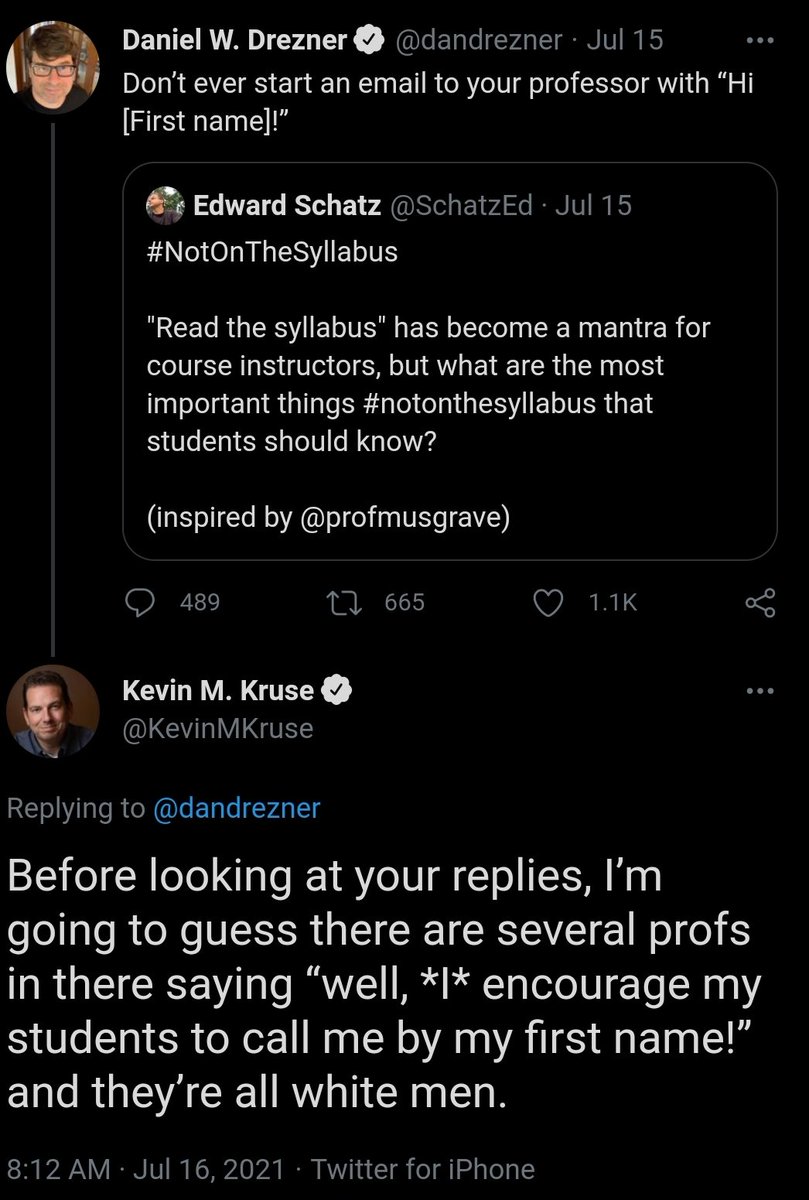 Daniel W. Drezner @dandrezner · Jul 15
Don’t ever start an email to your professor with “Hi
[First name]!”
Edward Schatz @SchatzEd · Jul 15
#NotOnTheSyllabus
"Read the syllabus" has become a mantra for
course instructors, but what are the most
important things #notonthesyllabus that
students should know?
(inspired by @profmusgrave)
489 665 1.1K
Kevin M. Kruse
@KevinMKruse
Replying to @dandrezner
Before looking at your replies, I’m
going to guess there are several profs
in there saying “well, *I* encourage my
students to call me by my first name!”
and they’re all white men.
8:12 AM · Jul 16, 2021 · Twitter for iPhone